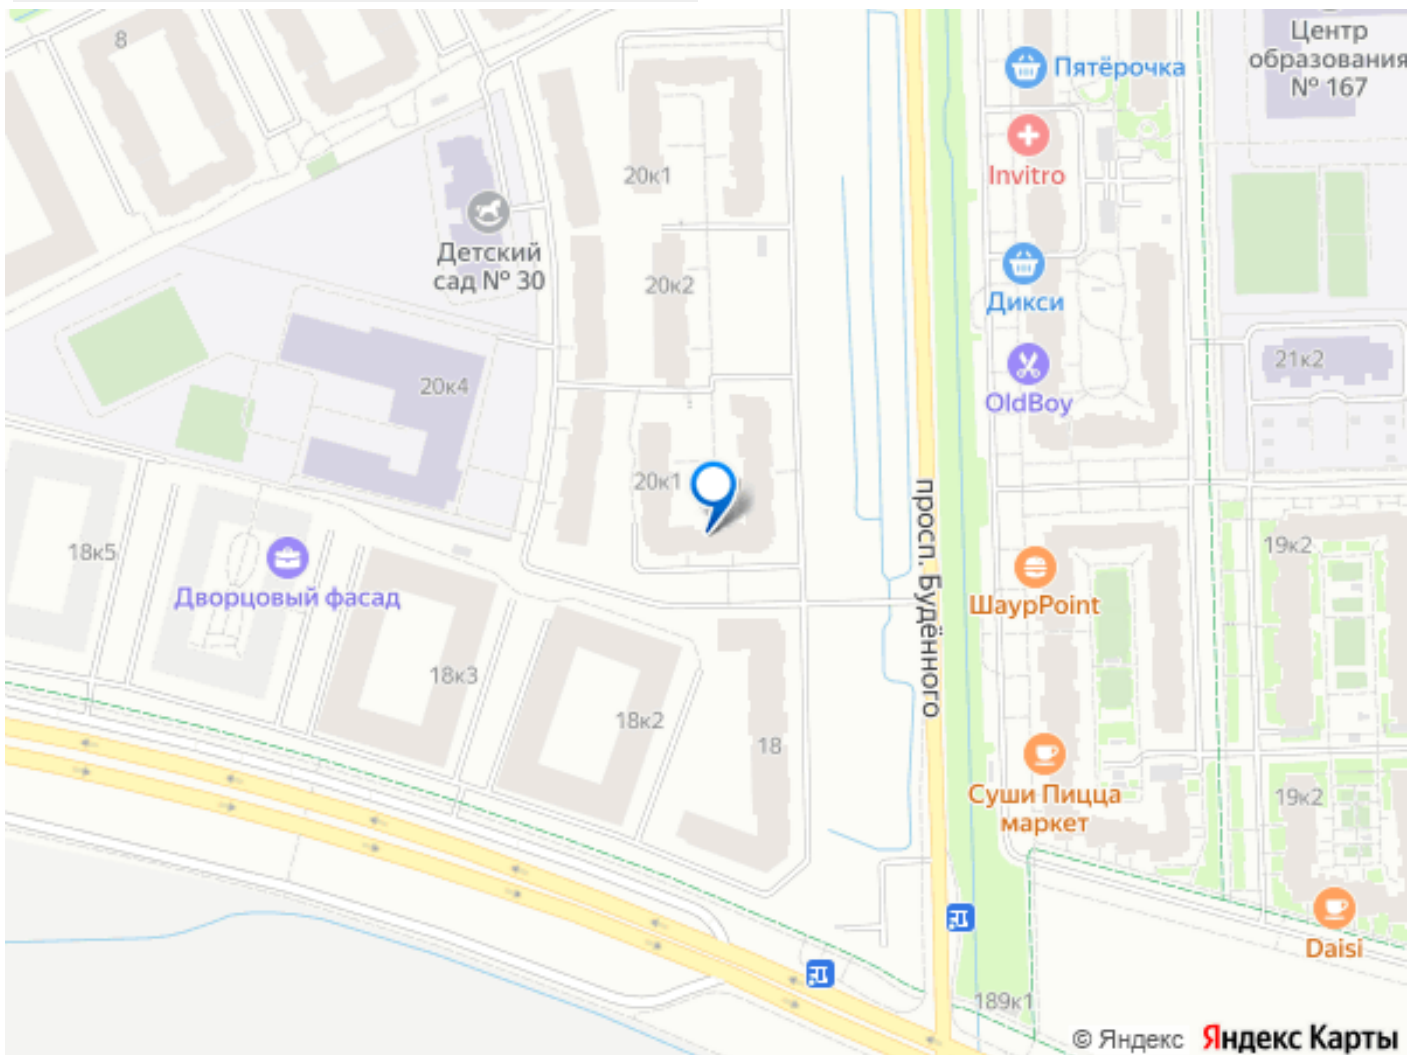 8
Центр
образования
№ 167
Пятёрочка
Invitro
20к1
Детский
сад № 30
20к2
Дикси
21к2
20к4
OldBoy
20к1
просп. Будённого
18к5
19к2
Дворцовый фасад
ШаурPoint
18к3
18к2
18
Суши Пицца
маркет
19к2
Daisi
189к1
© Яндекс Яндекс Карты